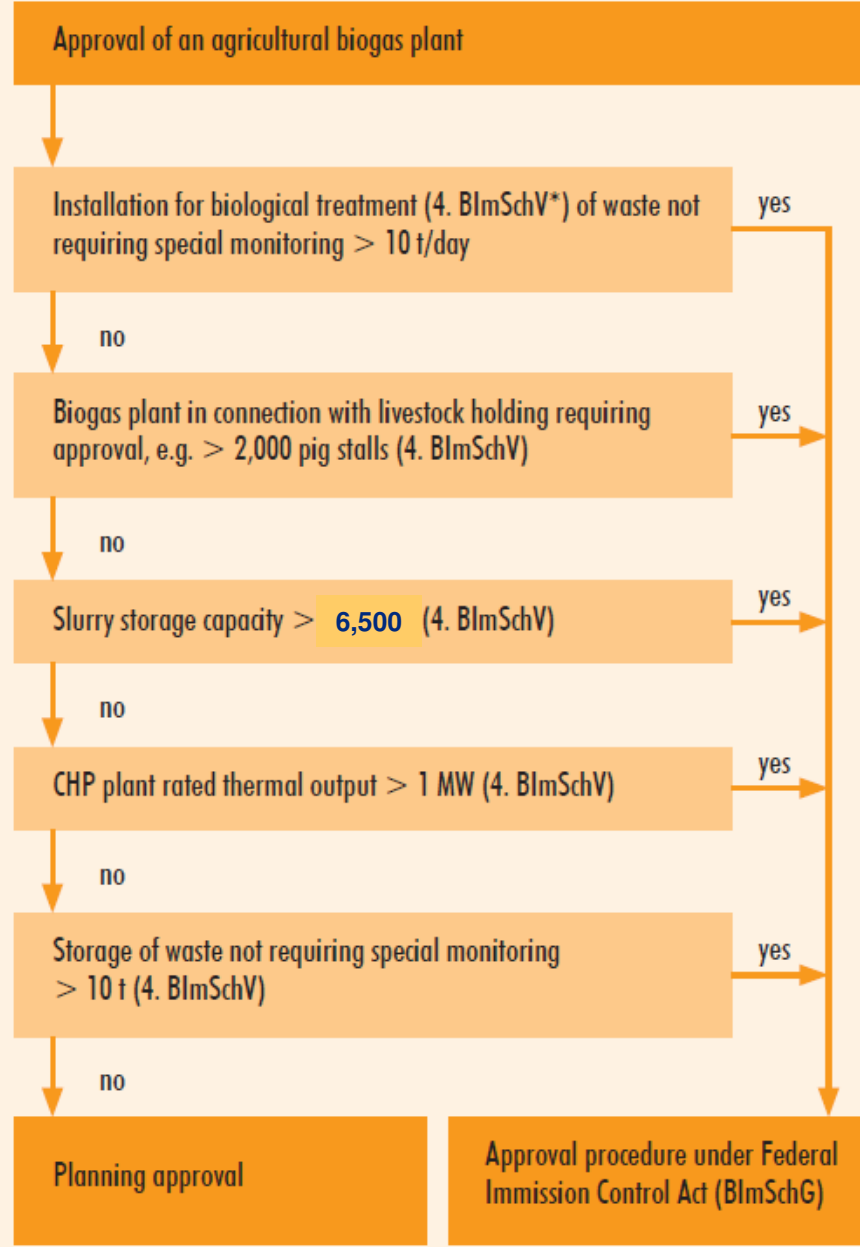 Approval of an agricultural biogas plant
Installation for biological treatment (4. BImSchV*) of waste not
requiring special monitoring > 10 t/day
yes
no
Biogas plant in connection with livestock holding requiring
approval, e.g. > 2,000 pig stalls (4. BImSchV)
yes
no
Slurry storage capacity > 6,500 (4. BImSchV)
yes
no
CHP plant rated thermal output > 1 MW (4. BImSchV)
yes
no
Storage of waste not requiring special monitoring
> 10 t (4. BImSchV)
yes
no
Planning approval
Approval procedure under Federal
Immission Control Act (BImSchG)